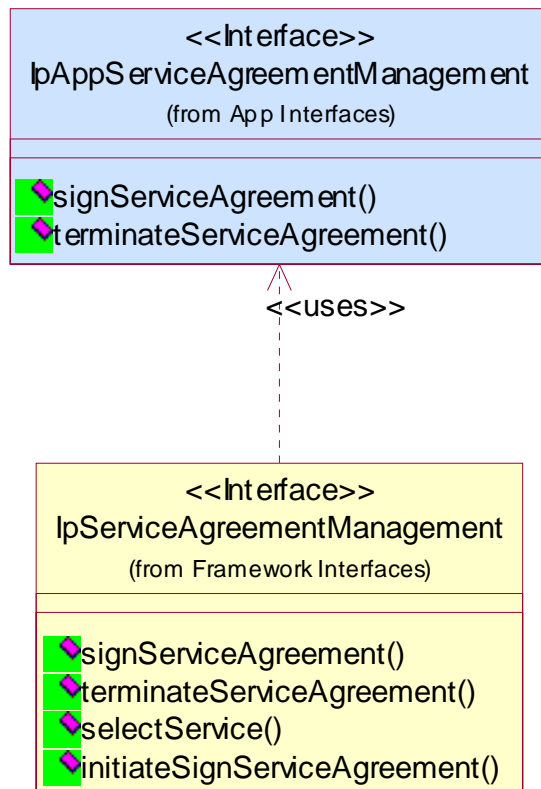 <<Interface>>
IpAppServiceAgreementManagement
(from App Interfaces)
signServiceAgreement()
terminateServiceAgreement()
<<uses>>
<<Interface>>
IpServiceAgreementManagement
(from Framework Interfaces)
signServiceAgreement()
terminateServiceAgreement()
selectService()
initiateSignServiceAgreement()